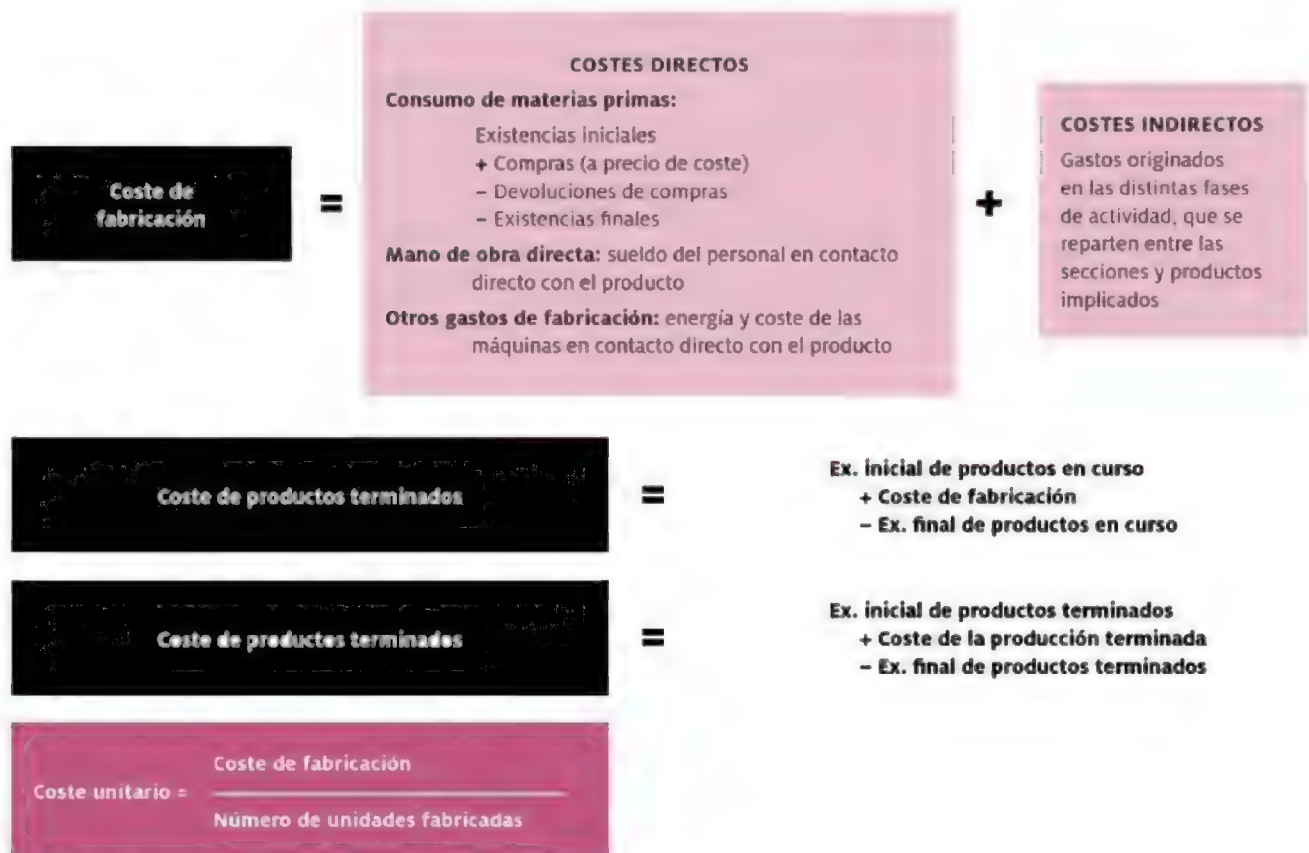 Coste de
fabricación
=
COSTES DIRECTOS
Consumo de materias primas:
Existencias iniciales
+ Compras (a precio de coste)
– Devoluciones de compras
– Existencias finales
Mano de obra directa: sueldo del personal en contacto
directo con el producto
Otros gastos de fabricación: energía y coste de las
máquinas en contacto directo con el producto
+
COSTES INDIRECTOS
Gastos originados
en las distintas fases
de actividad, que se
reparten entre las
secciones y productos
implicados
Coste de productos terminados
=
Ex. inicial de productos en curso
+ Coste de fabricación
– Ex. final de productos en curso
Coste de productos terminados
=
Ex. inicial de productos terminados
+ Coste de la producción terminada
– Ex. final de productos terminados
Coste unitario =
Coste de fabricación
Número de unidades fabricadas